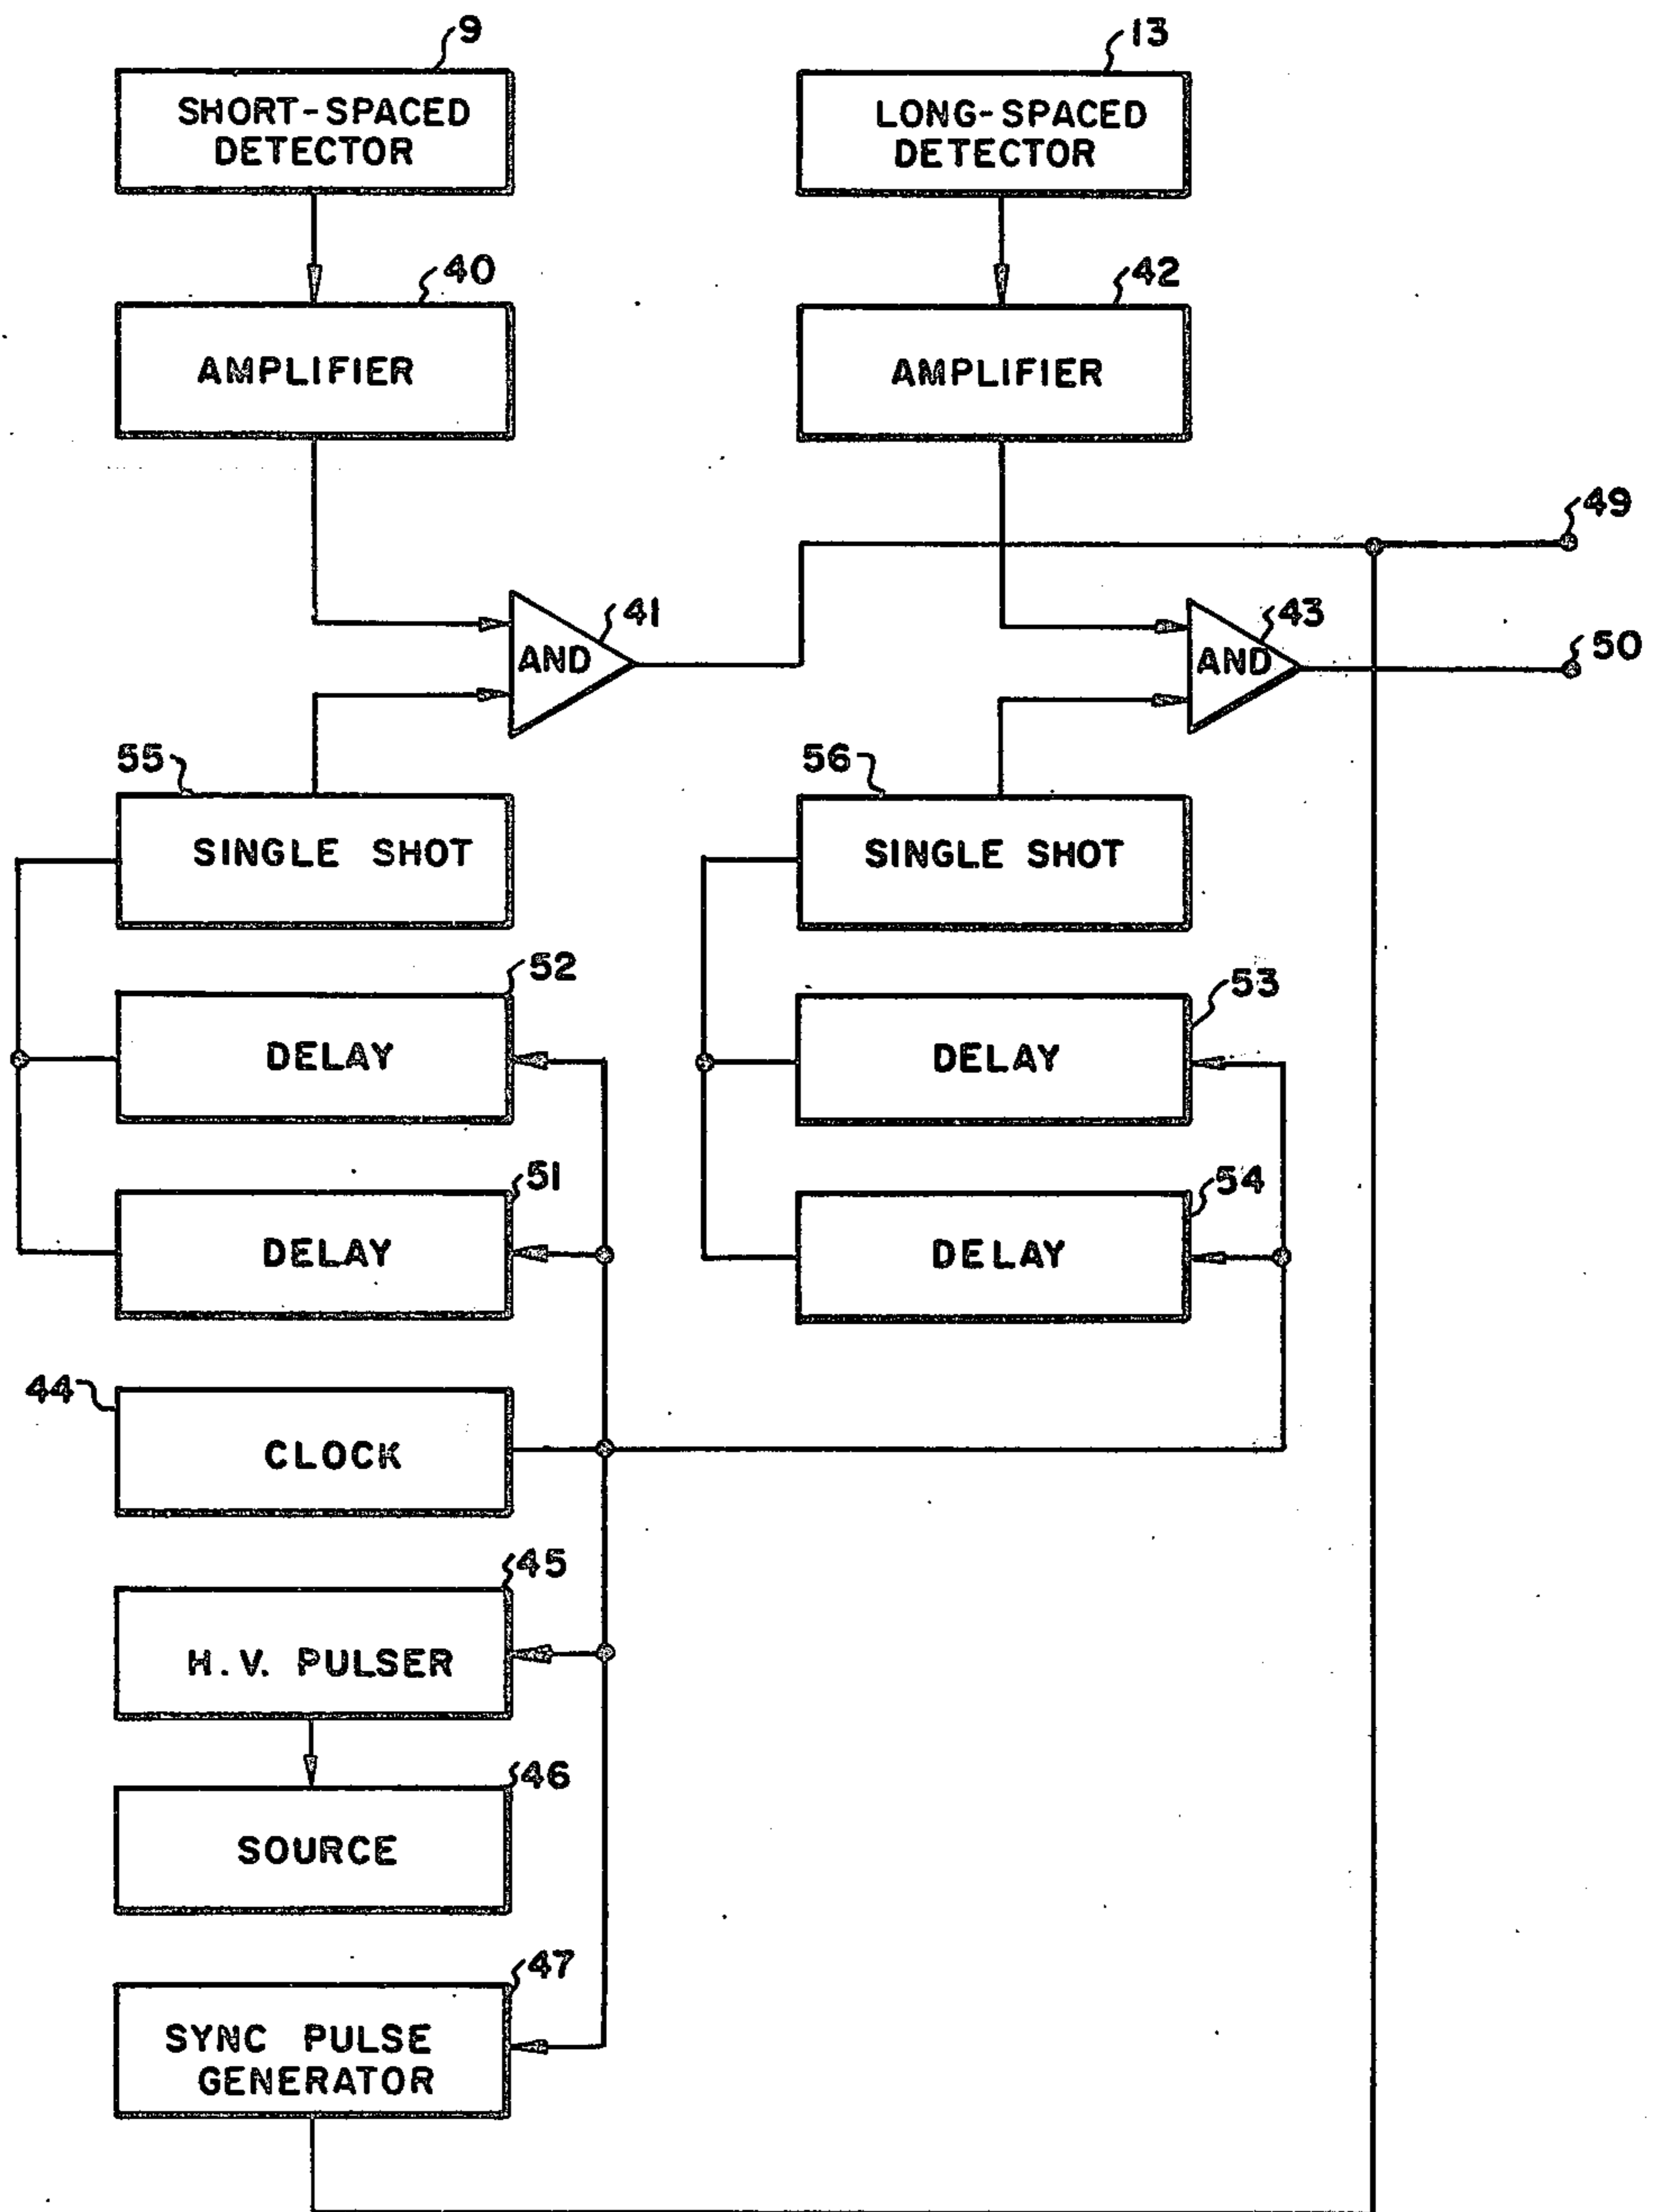 9
SHORT-SPACED
DETECTOR
13
LONG-SPACED
DETECTOR
40
AMPLIFIER
42
AMPLIFIER
49
41
AND
43
AND
50
55
SINGLE SHOT
56
SINGLE SHOT
52
DELAY
53
DELAY
51
DELAY
54
DELAY
44
CLOCK
45
H.V. PULSER
46
SOURCE
47
SYNC PULSE
GENERATOR